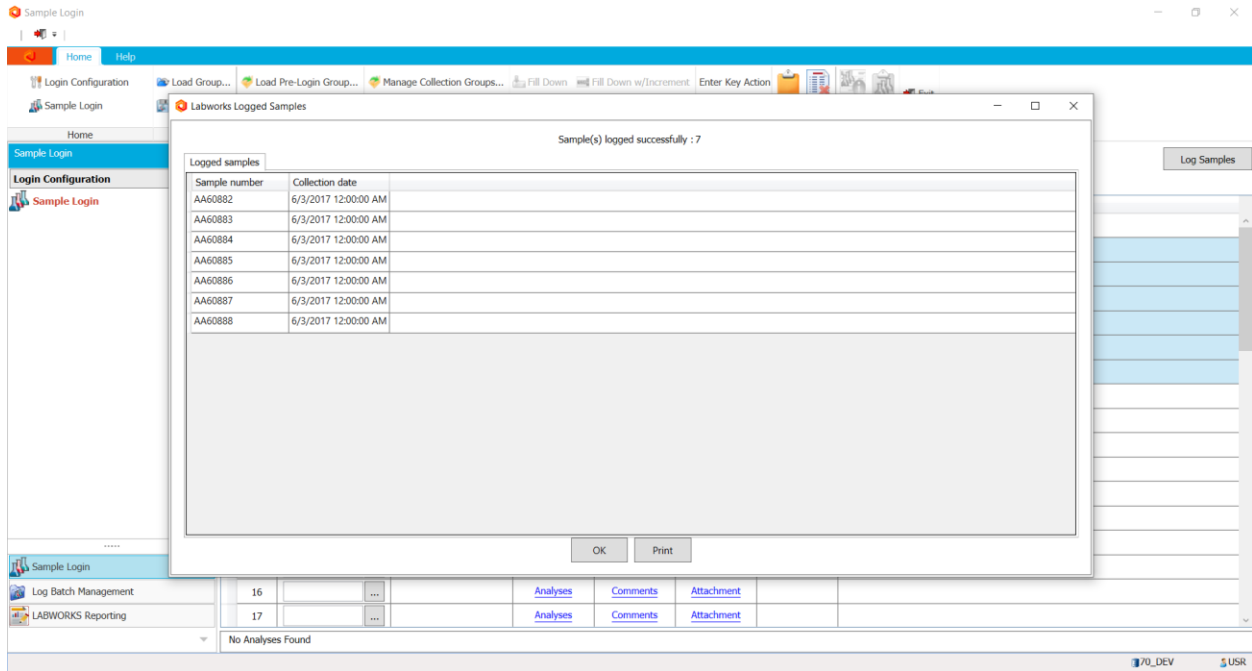 Sample Login
Home Help
Login Configuration Load Group... Load Pre-Login Group... Manage Collection Groups... Fill Down Fill Down w/Increment Enter Key Action
Sample Login
Home
Labworks Logged Samples
Sample(s) logged successfully : 7
Sample Login
Logged samples
Log Samples
Login Configuration
Sample number Collection date
Sample Login
AA60882 6/3/2017 12:00:00 AM
AA60883 6/3/2017 12:00:00 AM
AA60884 6/3/2017 12:00:00 AM
AA60885 6/3/2017 12:00:00 AM
AA60886 6/3/2017 12:00:00 AM
AA60887 6/3/2017 12:00:00 AM
AA60888 6/3/2017 12:00:00 AM
OK Print
Sample Login
Log Batch Management
16 ... Analyses Comments Attachment
LABWORKS Reporting
17 ... Analyses Comments Attachment
No Analyses Found
70_DEV USR